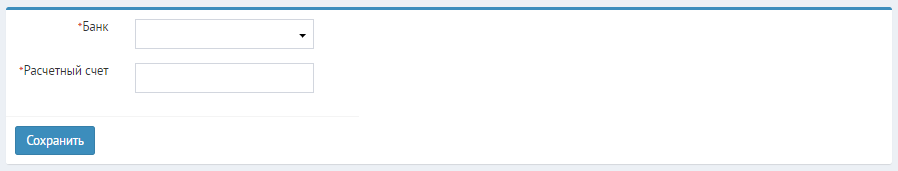 *Банк
*Расчетный счет
Сохранить